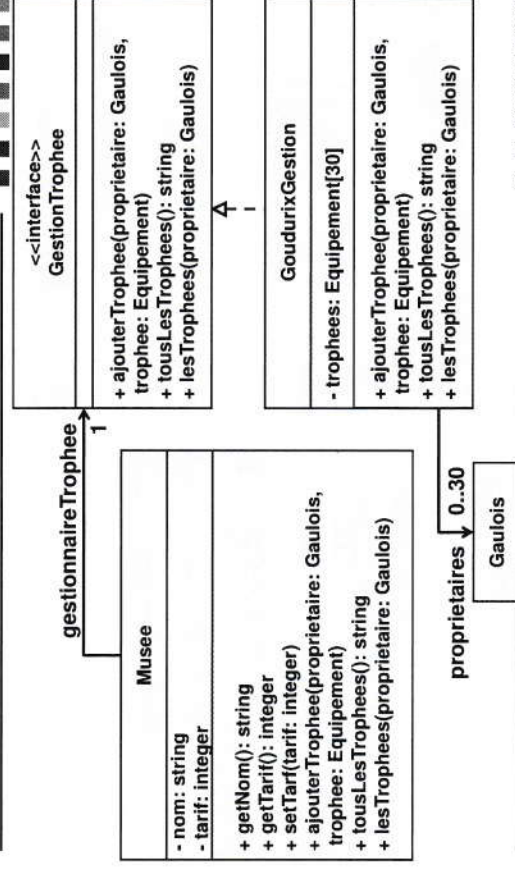 <<interface>>
GestionTrophee
+ ajouterTrophee(proprietaire: Gaulois,
trophee: Equipement)
+ tousLesTrophees(): string
+ lesTrophees(proprietaire: Gaulois)
gestionnaireTrophee
1
Musee
- nom: string
- tarif: integer
+ getNom(): string
+ getTarif(): integer
+ setTarf(tarif: integer)
+ ajouterTrophee(proprietaire: Gaulois,
trophee: Equipement)
+ tousLesTrophees(): string
+ lesTrophees(proprietaire: Gaulois)
GoudurixGestion
- trophees: Equipement[30]
+ ajouterTrophee(proprietaire: Gaulois,
trophee: Equipement)
+ tousLesTrophees(): string
+ lesTrophees(proprietaire: Gaulois)
proprietaires 0..30
Gaulois